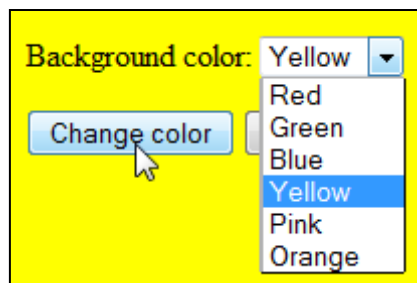 Background color: Yellow
Red
Green
Change color
Blue
Yellow
Pink
Orange